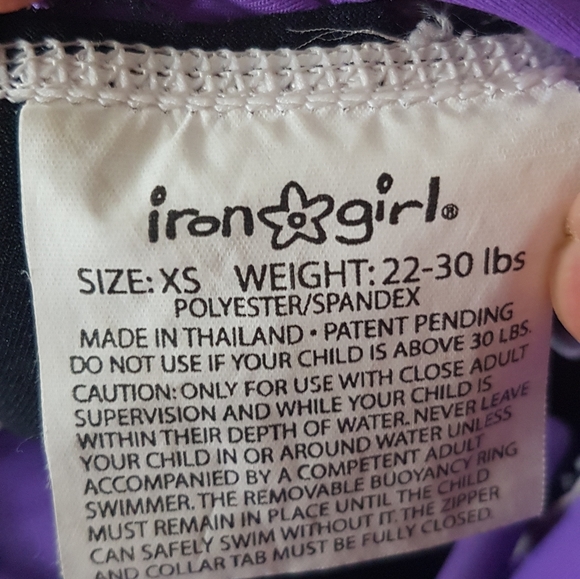 iron girl®
SIZE: XS WEIGHT: 22-30 lbs
POLYESTER/SPANDEX
MADE IN THAILAND • PATENT PENDING
DO NOT USE IF YOUR CHILD IS ABOVE 30 LBS.
CAUTION: ONLY FOR USE WITH CLOSE ADULT
SUPERVISION AND WHILE YOUR CHILD IS
WITHIN THEIR DEPTH OF WATER. NEVER LEAVE
YOUR CHILD IN OR AROUND WATER UNLESS
ACCOMPANIED BY A COMPETENT ADULT
SWIMMER. THE REMOVABLE BUOYANCY RING
MUST REMAIN IN PLACE UNTIL THE CHILD
CAN SAFELY SWIM WITHOUT IT. THE ZIPPER
AND COLLAR TAB MUST BE FULLY CLOSED.